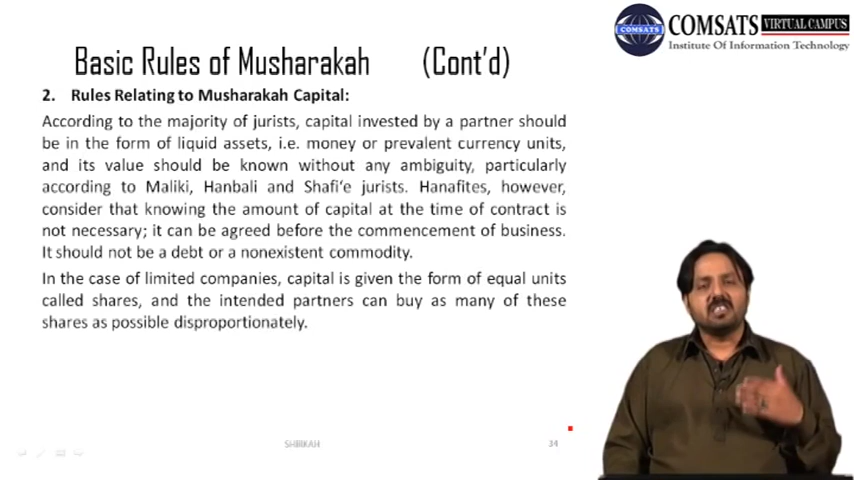 COMSATS VIRTUAL CAMPUS
Institute Of Information Technology
COMSATS
Basic Rules of Musharakah (Cont'd)
2. Rules Relating to Musharakah Capital:
According to the majority of jurists, capital invested by a partner should
be in the form of liquid assets, i.e. money or prevalent currency units,
and its value should be known without any ambiguity, particularly
according to Maliki, Hanbali and Shafi‘e jurists. Hanafites, however,
consider that knowing the amount of capital at the time of contract is
not necessary; it can be agreed before the commencement of business.
It should not be a debt or a nonexistent commodity.
In the case of limited companies, capital is given the form of equal units
called shares, and the intended partners can buy as many of these
shares as possible disproportionately.
SHIRKAH
34